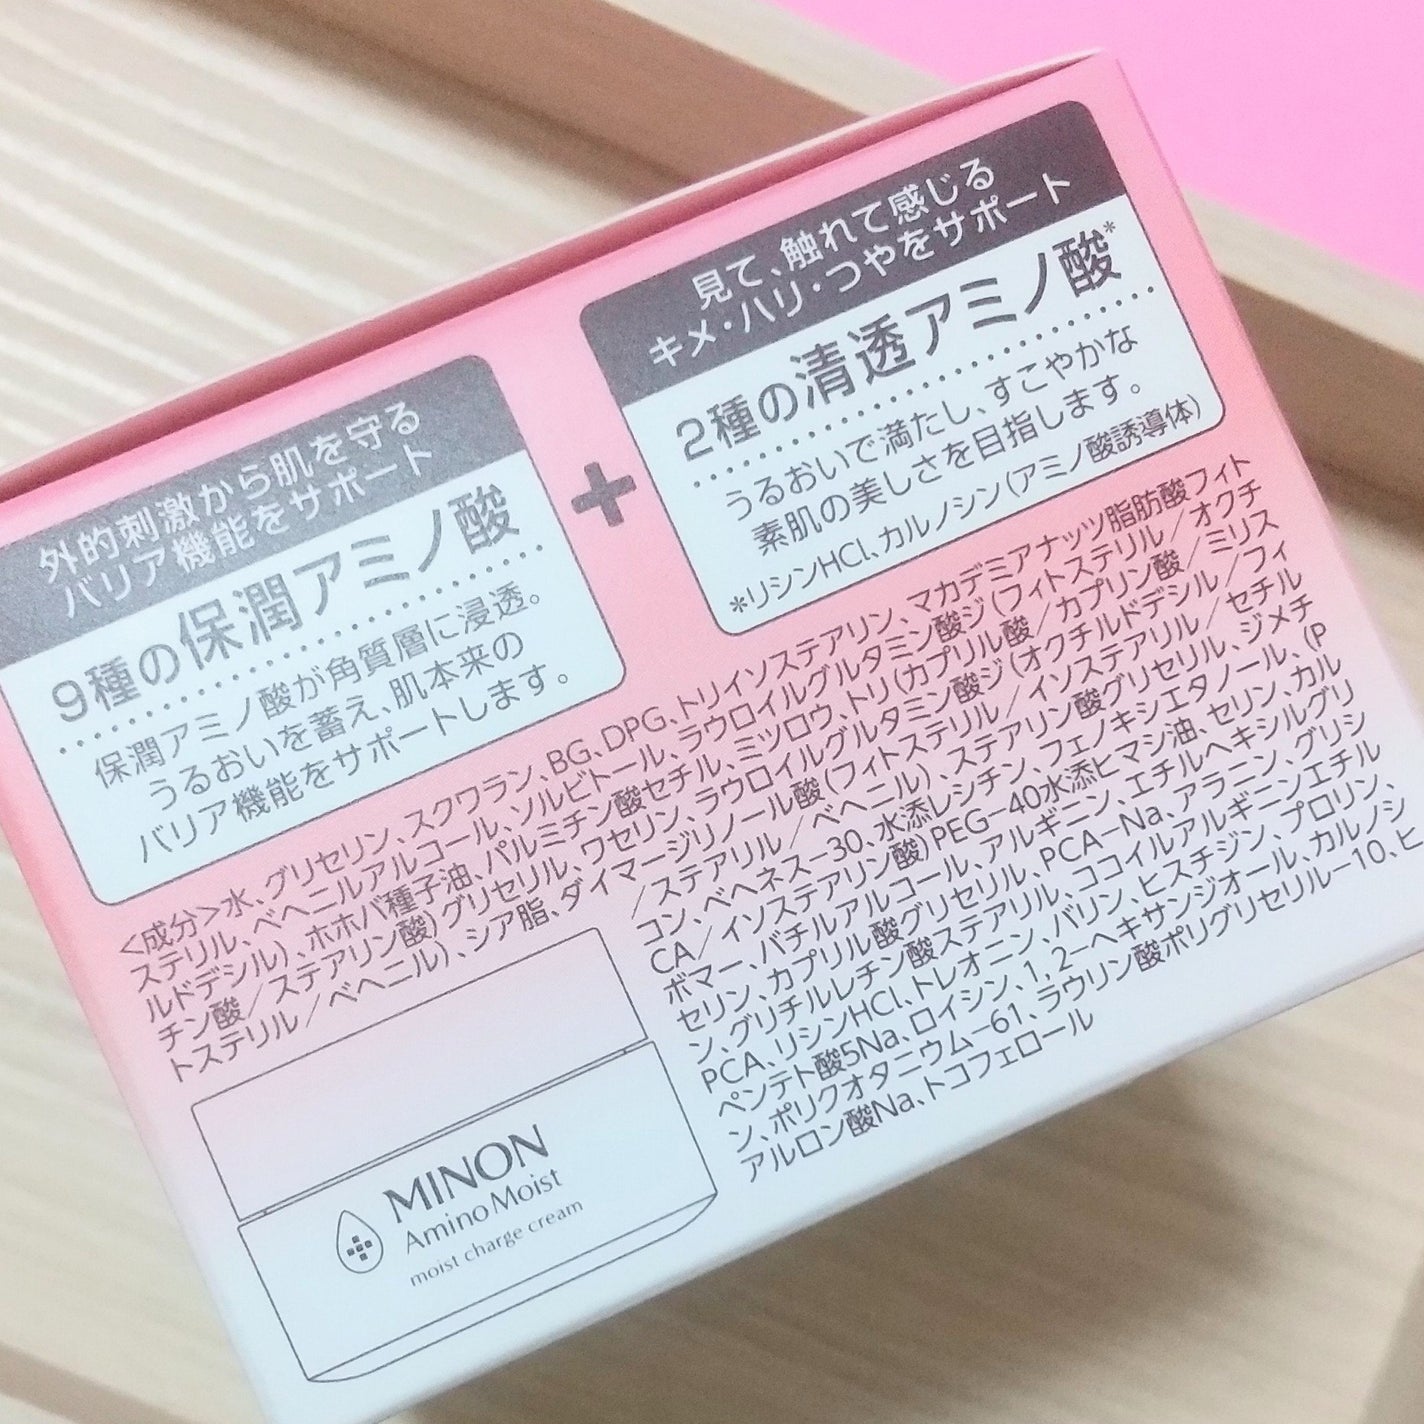 外的刺激から肌を守る
バリア機能をサポート
9種の保潤アミノ酸
保潤アミノ酸が角質層に浸透。
うるおいを蓄え、肌本来の
バリア機能をサポートします。
+
見て、触れて感じる
キメ・ハリ・つやをサポート
2種の清透アミノ酸*
うるおいで満たし、すこやかな
素肌の美しさを目指します。
*リシンHCl、カルノシン(アミノ酸誘導体)
<成分>水、グリセリン、スクワラン、BG、DPG、トリイソステアリン、マカデミアナッツ脂肪酸フィト
ステリル、ベヘニルアルコール、ソルビトール、ラウロイルグルタミン酸ジ(フィトステリル/オクチ
ルドデシル)、ホホバ種子油、パルミチン酸セチル、ミツロウ、トリ(カプリル酸/カプリン酸/ミリス
チン酸/ステアリン酸)グリセリル、ワセリン、ラウロイルグルタミン酸ジ(オクチルドデシル/フィ
トステリル/ベヘニル)、シア脂、ダイマージリノール酸(フィトステリル/イソステアリル/セチル
/ステアリル/ベヘニル)、ステアリン酸グリセリル、ジメチ
コン、ベヘネス-30、水添レシチン、フェノキシエタノール、(P
CA/イソステアリン酸)PEG-40水添ヒマシ油、セリン、カル
ボマー、バチルアルコール、アルギニン、エチルヘキシルグリ
セリン、カプリル酸グリセリル、PCA-Na、アラニン、グリシ
ン、グリチルレチン酸ステアリル、ココイルアルギニンエチル
PCA、リシンHCl、トレオニン、バリン、ヒスチジン、プロリン、
ペンテト酸5Na、ロイシン、1,2-ヘキサンジオール、カルノシ
ン、ポリクオタニウム-61、ラウリン酸ポリグリセリル-10、ヒ
アルロン酸Na、トコフェロール
MINON
Amino Moist
moist charge cream